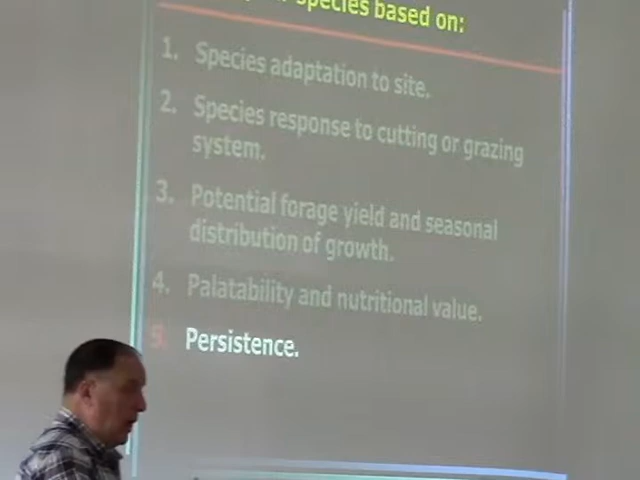 species based on:
1. Species adaptation to site.
2. Species response to cutting or grazing
system.
3. Potential forage yield and seasonal
distribution of growth.
4. Palatability and nutritional value.
5. Persistence.